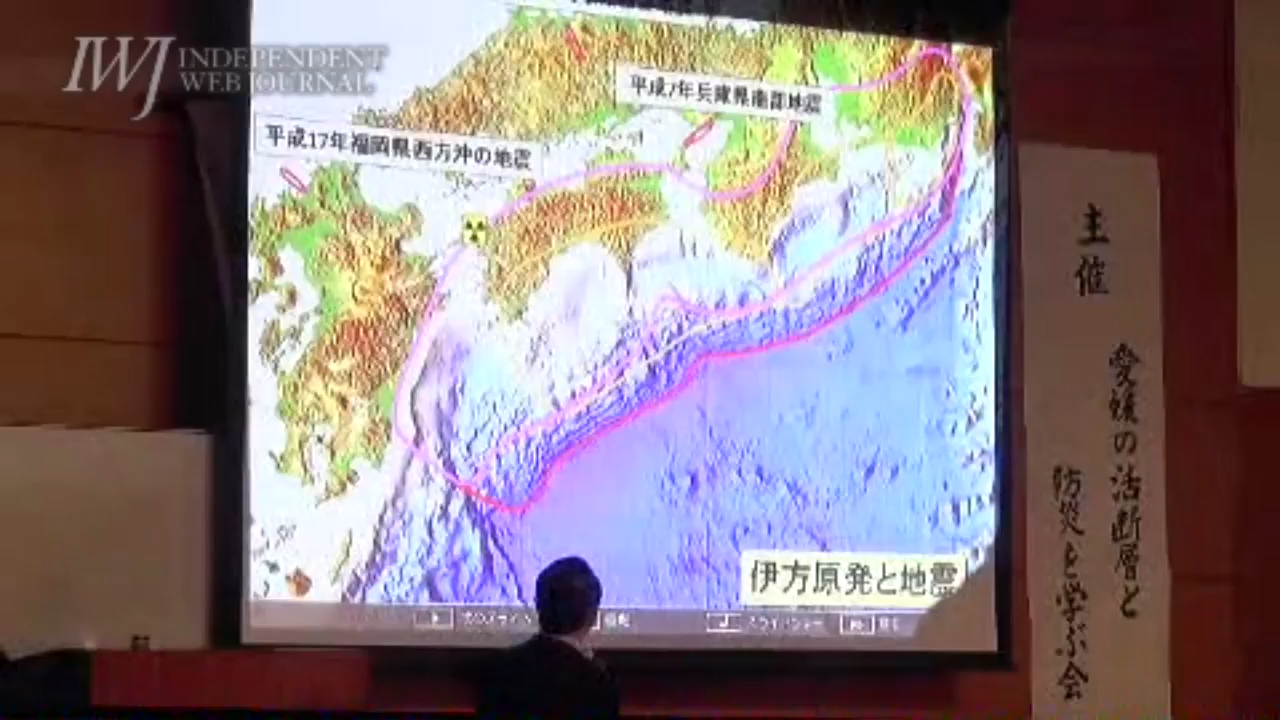 IWJ INDEPENDENT
WEB JOURNAL
平成7年兵庫県南部地震
平成17年福岡県西方沖の地震
伊方原発と地震
主催
愛媛の活断層と
防災を学ぶ会